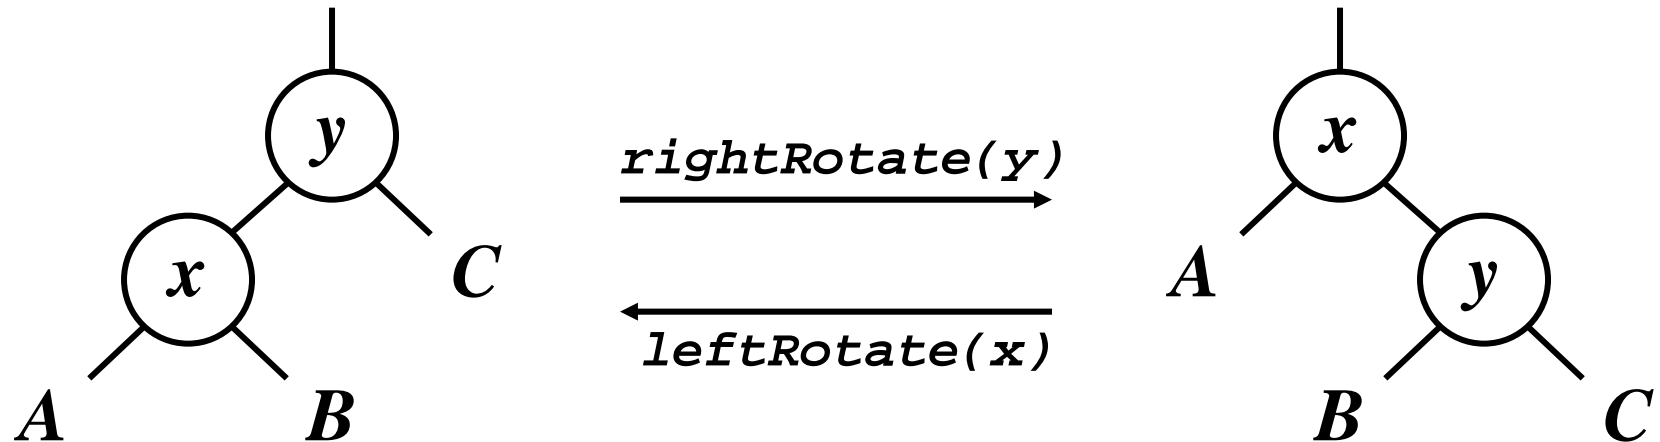 y
x
rightRotate(y)
x
C
A
y
leftRotate(x)
A
B
B
C